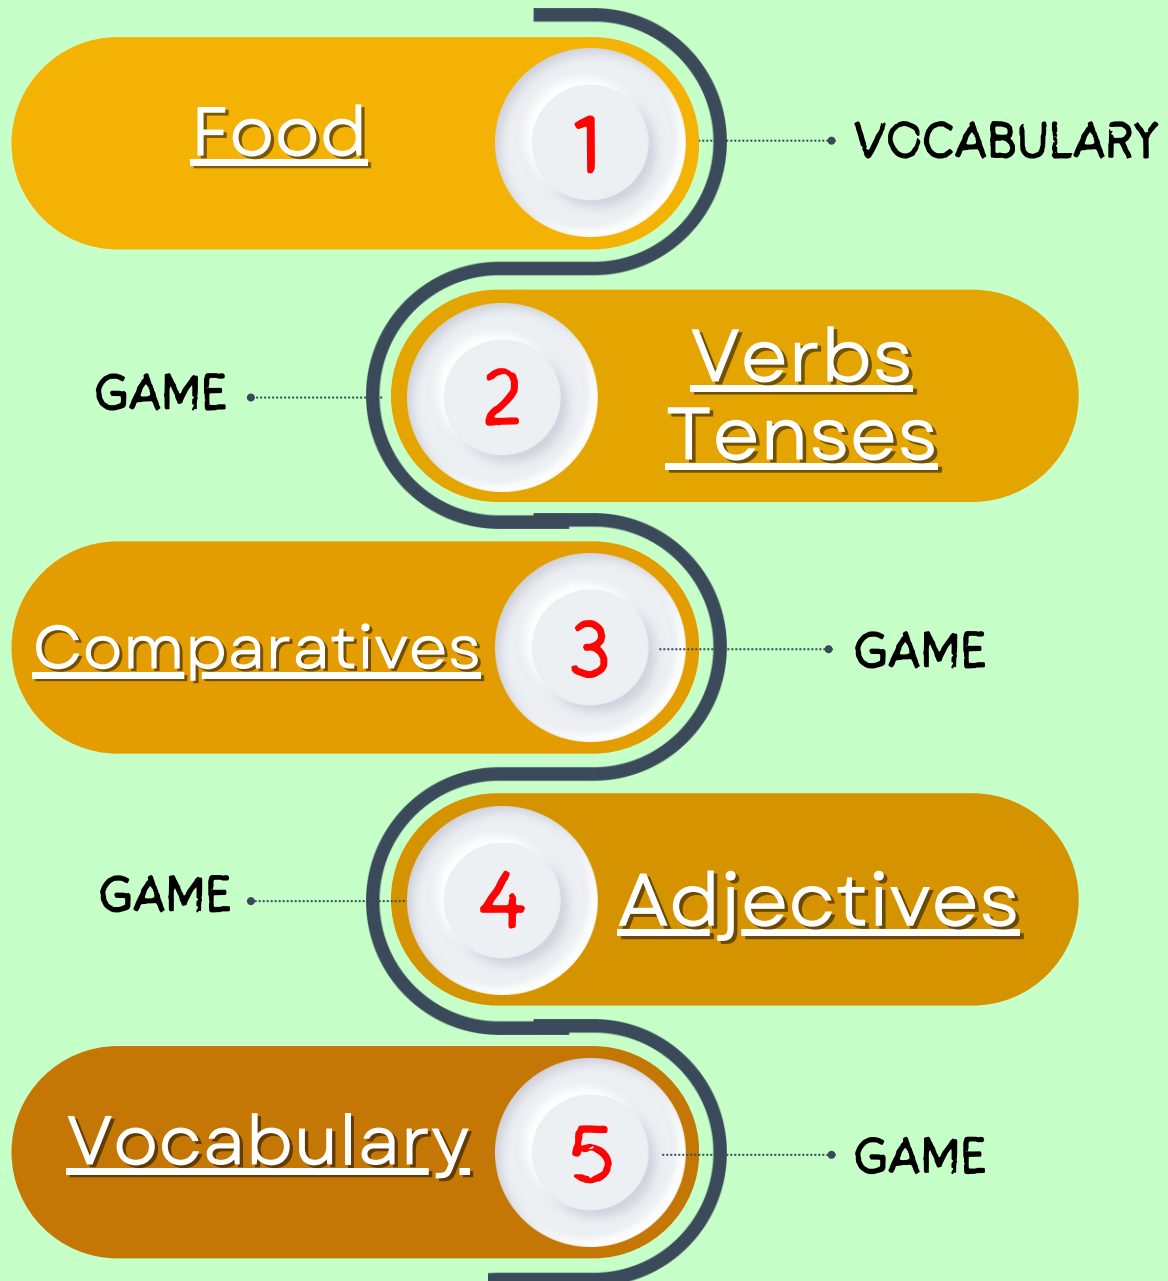 Food
1
VOCABULARY
GAME
2
Verbs
Tenses
Comparatives
3
GAME
GAME
4
Adjectives
Vocabulary
5
GAME